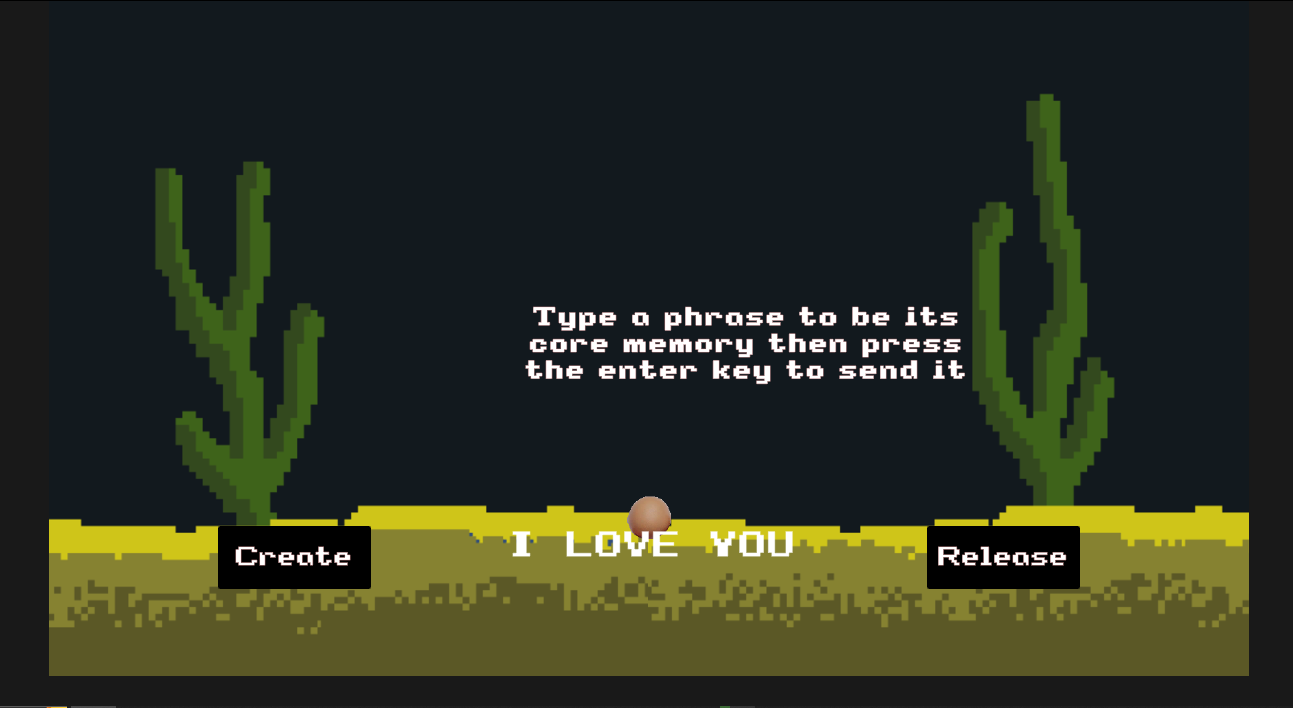 Type a phrase to be its
core memory then press
the enter key to send it
I LOVE YOU
Create
Release